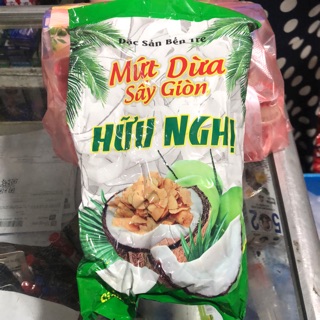 Đặc Sản Bến Tre
Mứt Dừa
Sấy Giòn
HỮU NGHỊ